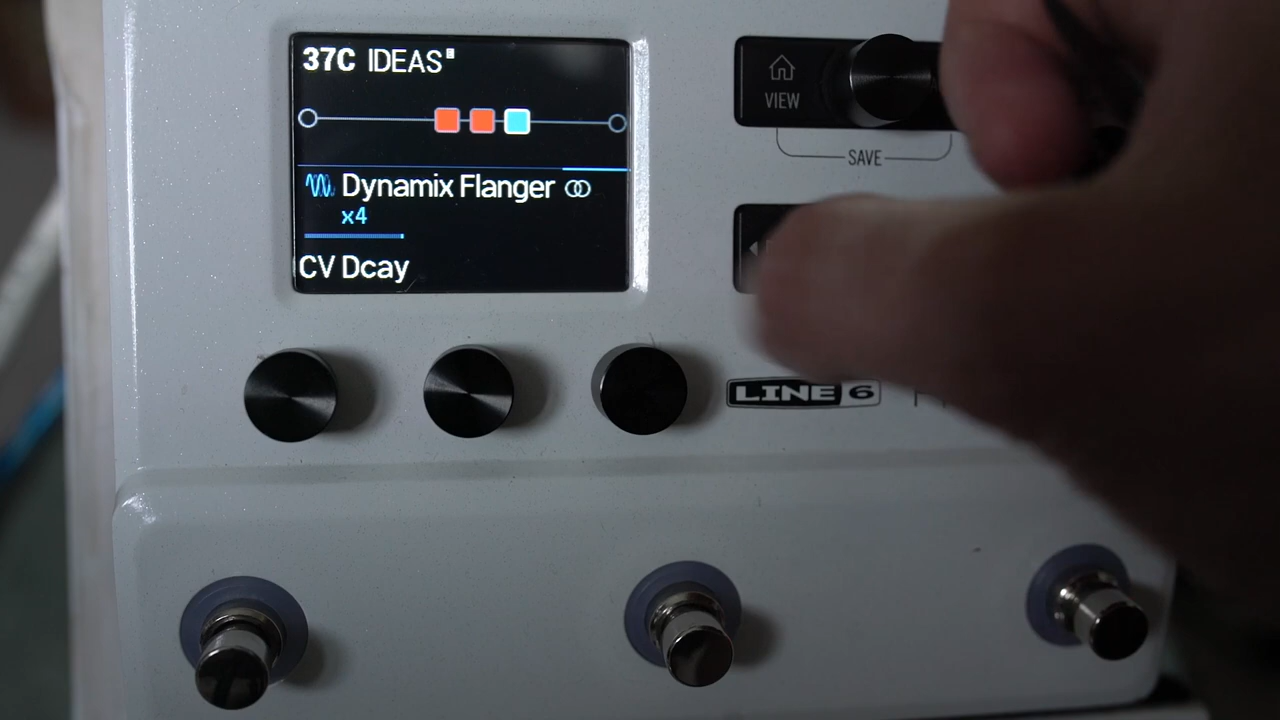 37C IDEAS
Dynamix Flanger
x4
CV Dcay
VIEW
SAVE
LINE 6